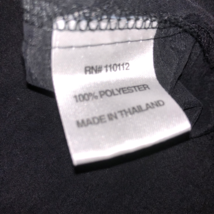 RN# 110112
100% POLYESTER
MADE IN THAILAND